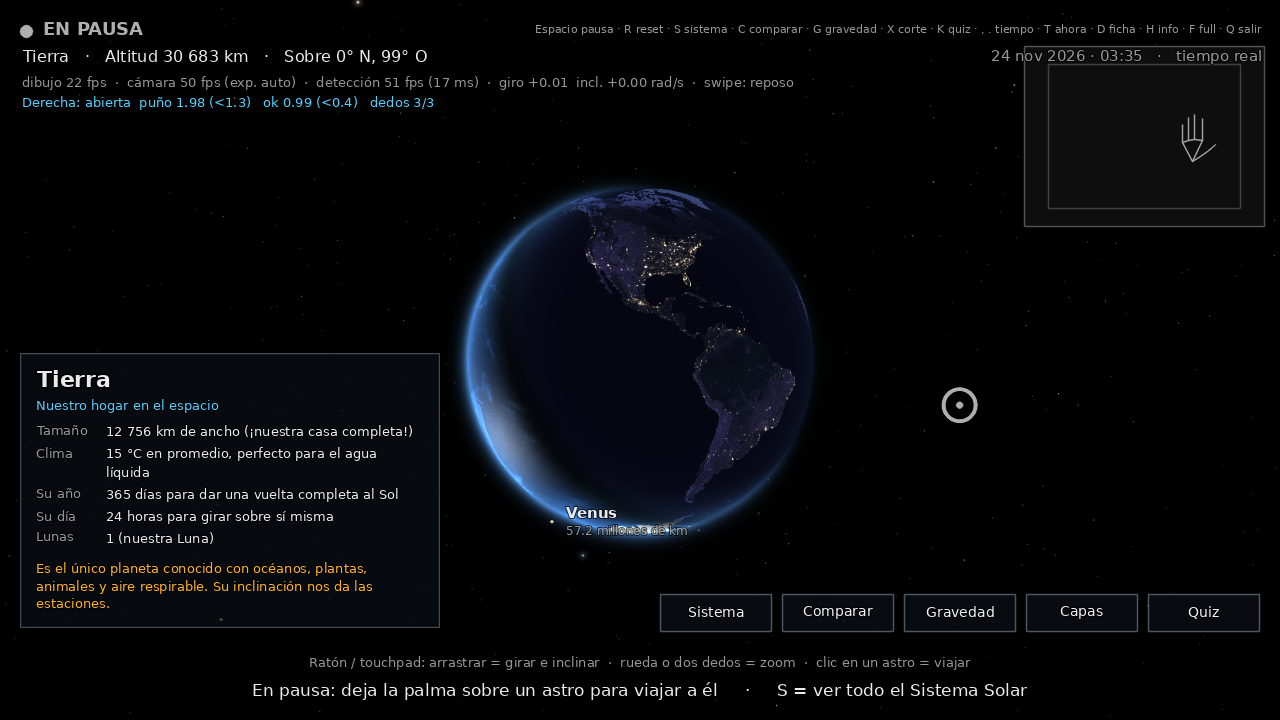 EN PAUSA
Espacio pausa · R reset · S sistema · C comparar · G gravedad · X corte · K quiz · , . tiempo · T ahora · D ficha · H info · F full · Q salir
Tierra · Altitud 30 683 km · Sobre 0° N, 99° O
24 nov 2026 · 03:35 · tiempo real
dibujo 22 fps · cámara 50 fps (exp. auto) · detección 51 fps (17 ms) · giro +0.01 incl. +0.00 rad/s · swipe: reposo
Derecha: abierta puño 1.98 (<1.3) ok 0.99 (<0.4) dedos 3/3
Tierra
Nuestro hogar en el espacio
Tamaño 12 756 km de ancho (¡nuestra casa completa!)
Clima 15 °C en promedio, perfecto para el agua
líquida
Su año 365 días para dar una vuelta completa al Sol
Su día 24 horas para girar sobre sí misma
Lunas 1 (nuestra Luna)
Es el único planeta conocido con océanos, plantas,
animales y aire respirable. Su inclinación nos da las
estaciones.
Venus
57.2 millones de km
Sistema
Comparar
Gravedad
Capas
Quiz
Ratón / touchpad: arrastrar = girar e inclinar · rueda o dos dedos = zoom · clic en un astro = viajar
En pausa: deja la palma sobre un astro para viajar a él · S = ver todo el Sistema Solar